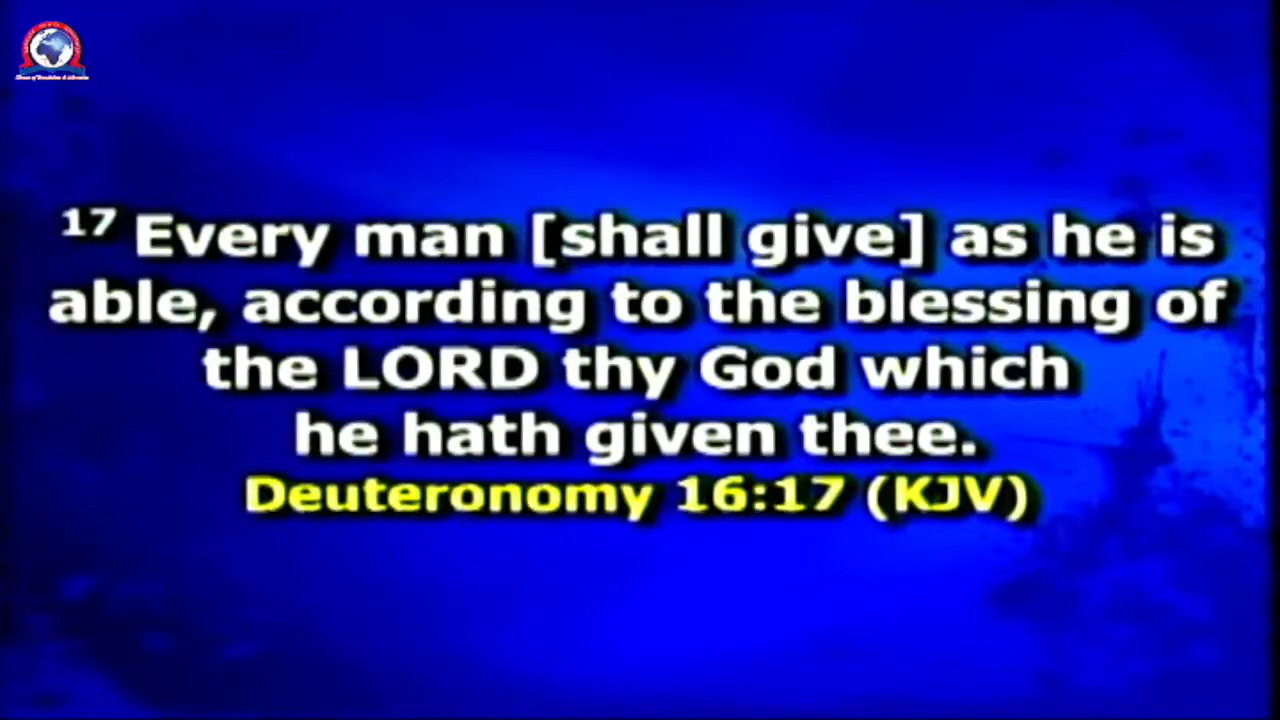 17 Every man [shall give] as he is
able, according to the blessing of
the LORD thy God which
he hath given thee.
Deuteronomy 16:17 (KJV)